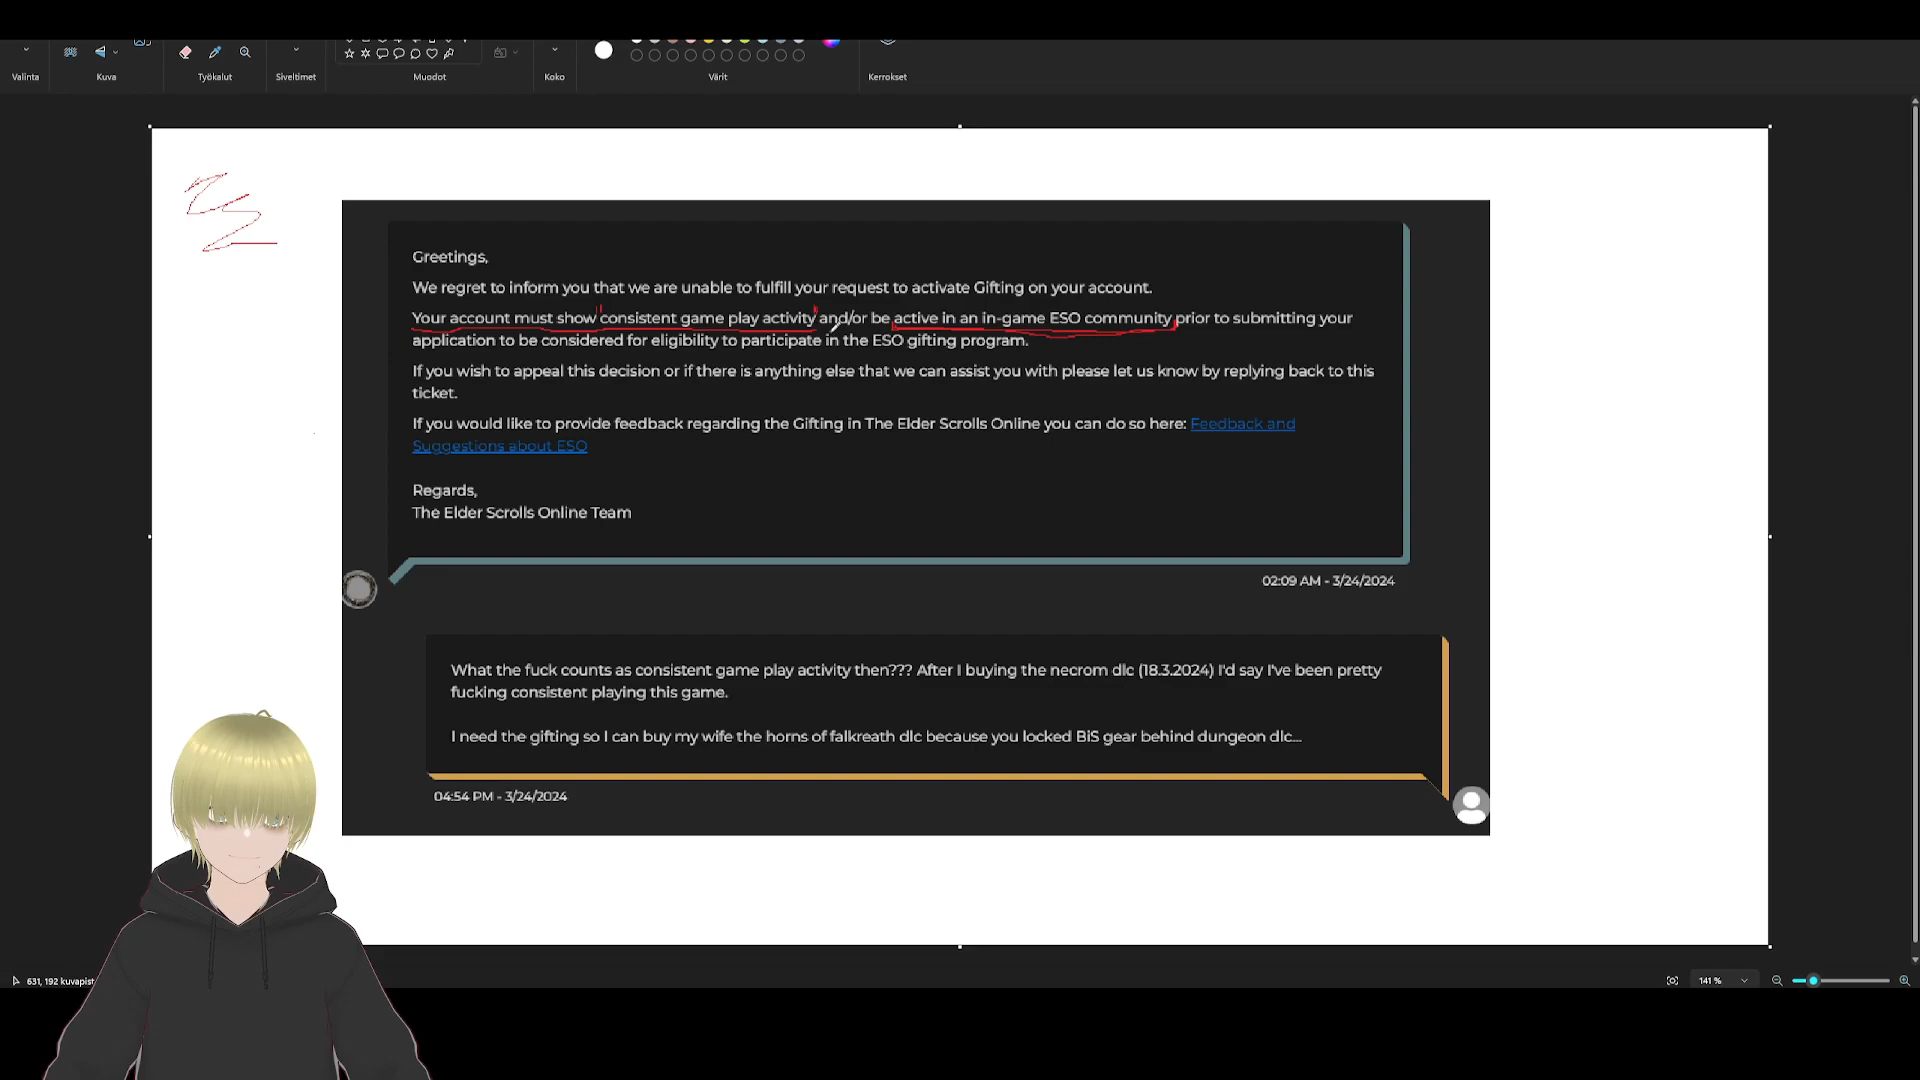 Valinta
Kuva
Työkalut
Siveltimet
Muodot
Koko
Värit
Kerrokset
Greetings,
We regret to inform you that we are unable to fulfill your request to activate Gifting on your account.
Your account must show consistent game play activity and/or be active in an in-game ESO community prior to submitting your
application to be considered for eligibility to participate in the ESO gifting program.
If you wish to appeal this decision or if there is anything else that we can assist you with please let us know by replying back to this
ticket.
If you would like to provide feedback regarding the Gifting in The Elder Scrolls Online you can do so here: Feedback and
Suggestions about ESO
Regards,
The Elder Scrolls Online Team
02:09 AM - 3/24/2024
What the fuck counts as consistent game play activity then??? After I buying the necrom dlc (18.3.2024) I'd say I've been pretty
fucking consistent playing this game.
I need the gifting so I can buy my wife the horns of falkreath dlc because you locked BiS gear behind dungeon dlc...
04:54 PM - 3/24/2024
631, 192 kuvapist
141 %